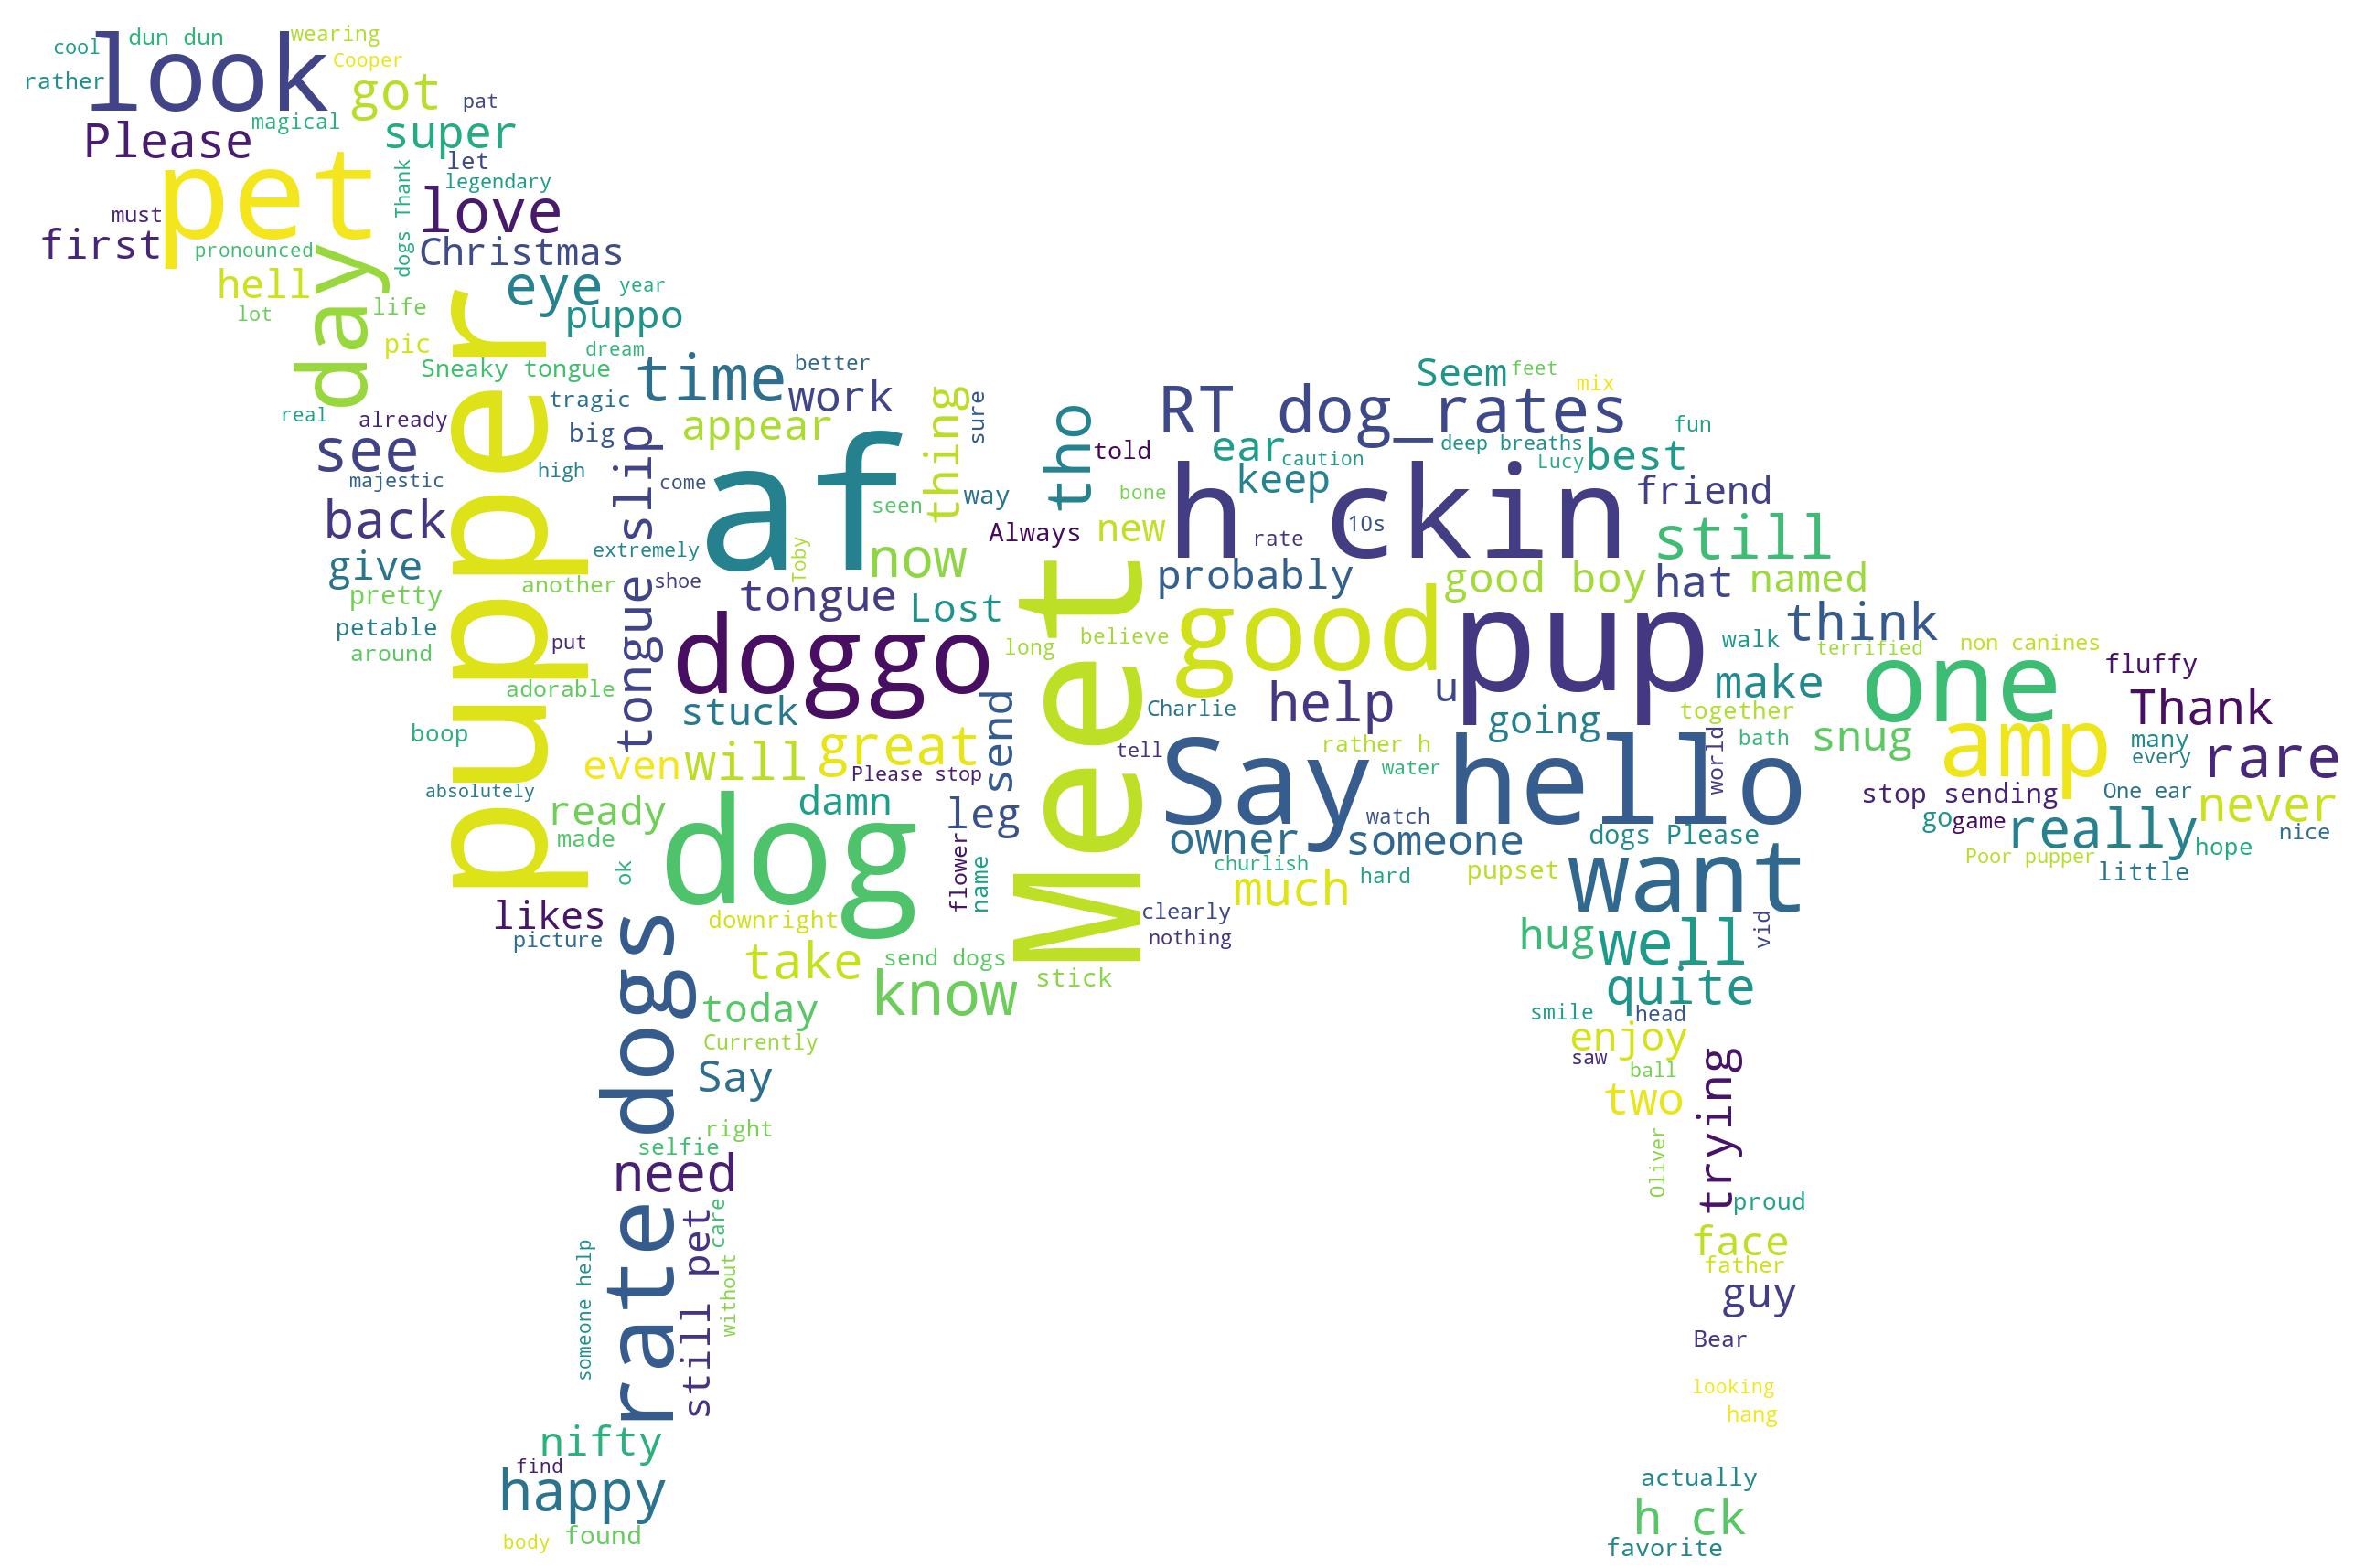 cool
dun dun
wearing
look
Cooper
rather
got
pat
Please
magical
super
let
pet
dogs Thank
legendary
love
must
first
pronounced
Christmas
hell
day
eye
year
lot
life
puppo
pupper
pic
dream
Sneaky tongue
time
better
work
real
already
tragic
see
big
appear
thing
sure
tho
majestic
high
tongue slip
come
af
seen
way
back
extremely
Toby
now
Always
give
another
shoe
pretty
tongue
Lost
petable
put
doggo
around
long
adorable
stuck
send
boop
even
will
great
Please stop
absolutely
ready
damn
leg
made
dog
ok
flower
name
Meet
likes
picture
dogs
downright
take
send dogs
know
stick
today
Currently
Say
right
selfie
need
rate
still pet
care
someone help
without
nifty
find
happy
body
found
Seem
feet
mix
RT dog_rates
fun
told
ear
caution
deep breaths
Lucy
best
keep
bone
h ckin
friend
new
rate
10s
still
probably
good boy
hat
named
believe
good
pup
walk
think
terrified
non canines
fluffy
Charlie
help
u
make
one
Thank
going
together
tell
rather h
water
world
bath
snug
amp
many
every
rare
Say hello
watch
stop sending
One ear
never
owner
someone
dogs Please
go
game
really
hope
nice
churlish
want
Poor pupper
little
much
hard
pupset
clearly
nothing
hug
well
vid
quite
smile
head
enjoy
saw
ball
two
trying
Oliver
proud
face
father
guy
Bear
looking
hang
actually
h ck
favorite